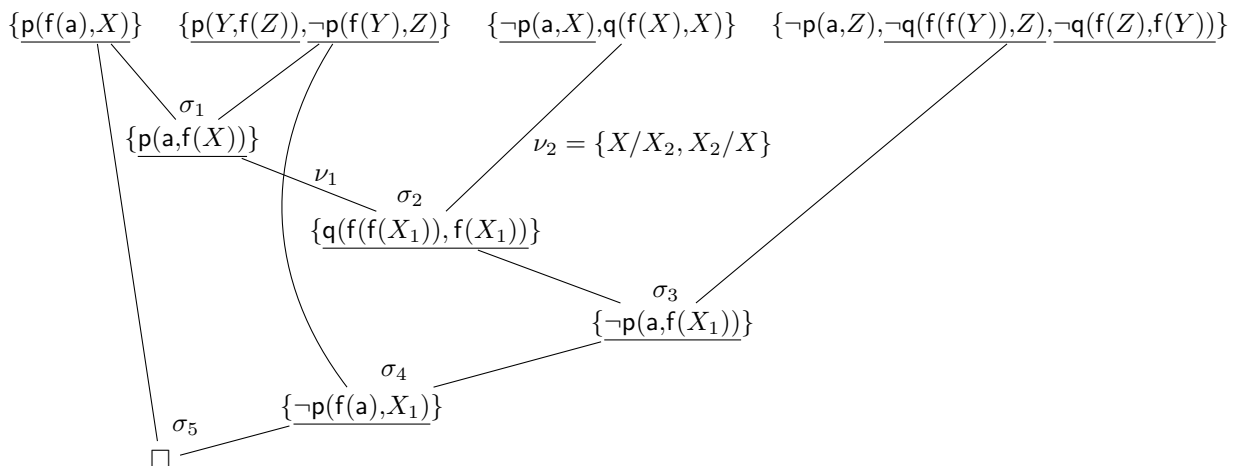 {p(f(a),X)} {p(Y,f(Z)),¬p(f(Y),Z)} {¬p(a,X),q(f(X),X)} {¬p(a,Z),¬q(f(f(Y)),Z),¬q(f(Z),f(Y))}
σ₁
{p(a,f(X))}
ν₂ = {X/X₂, X₂/X}
ν₁
σ₂
{q(f(f(X₁)), f(X₁))}
σ₃
{¬p(a,f(X₁))}
σ₄
{¬p(f(a),X₁)}
σ₅
□